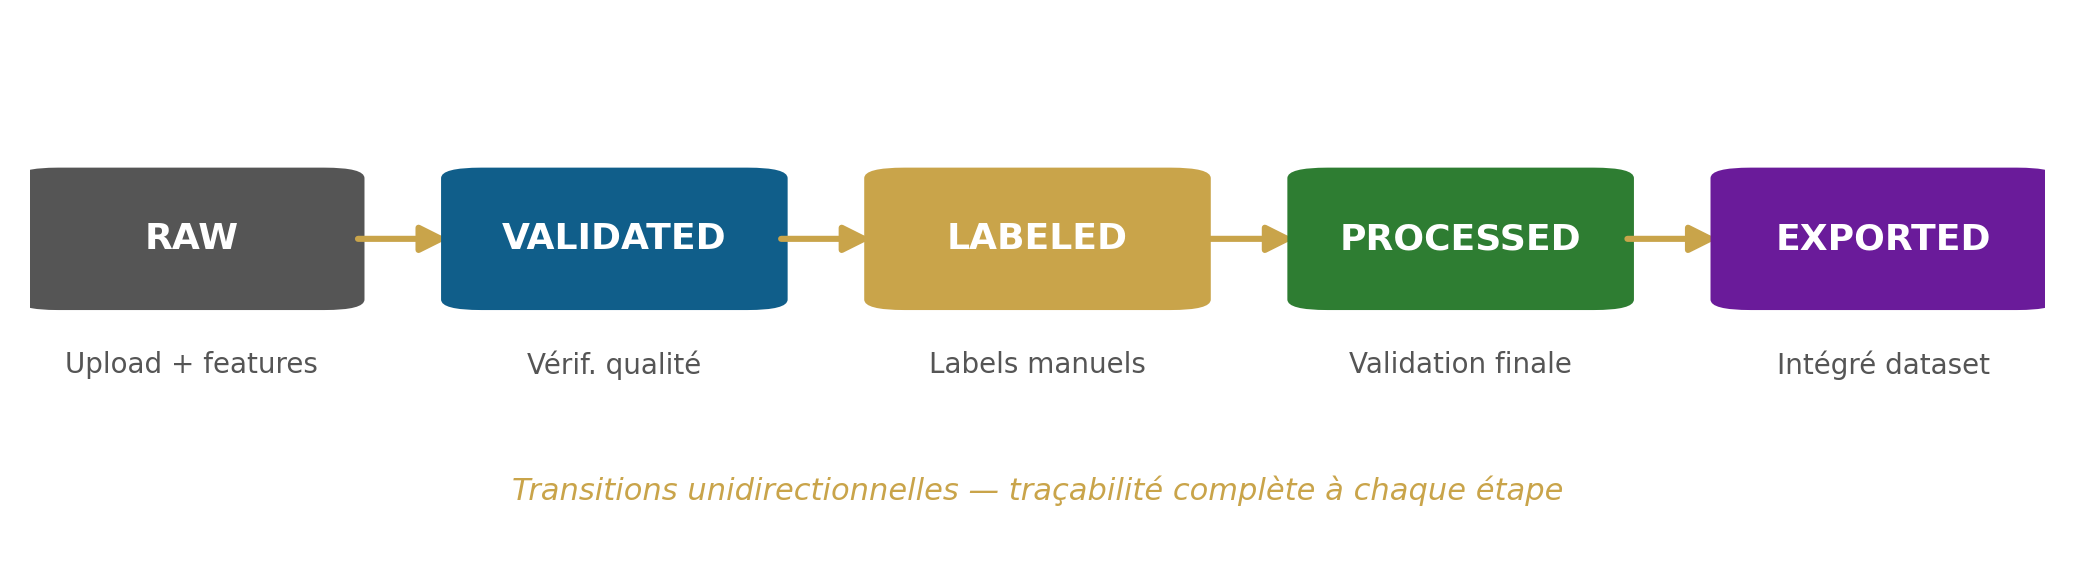 RAW
VALIDATED
LABELED
PROCESSED
EXPORTED
Upload + features
Vérif. qualité
Labels manuels
Validation finale
Intégré dataset
Transitions unidirectionnelles — traçabilité complète à chaque étape